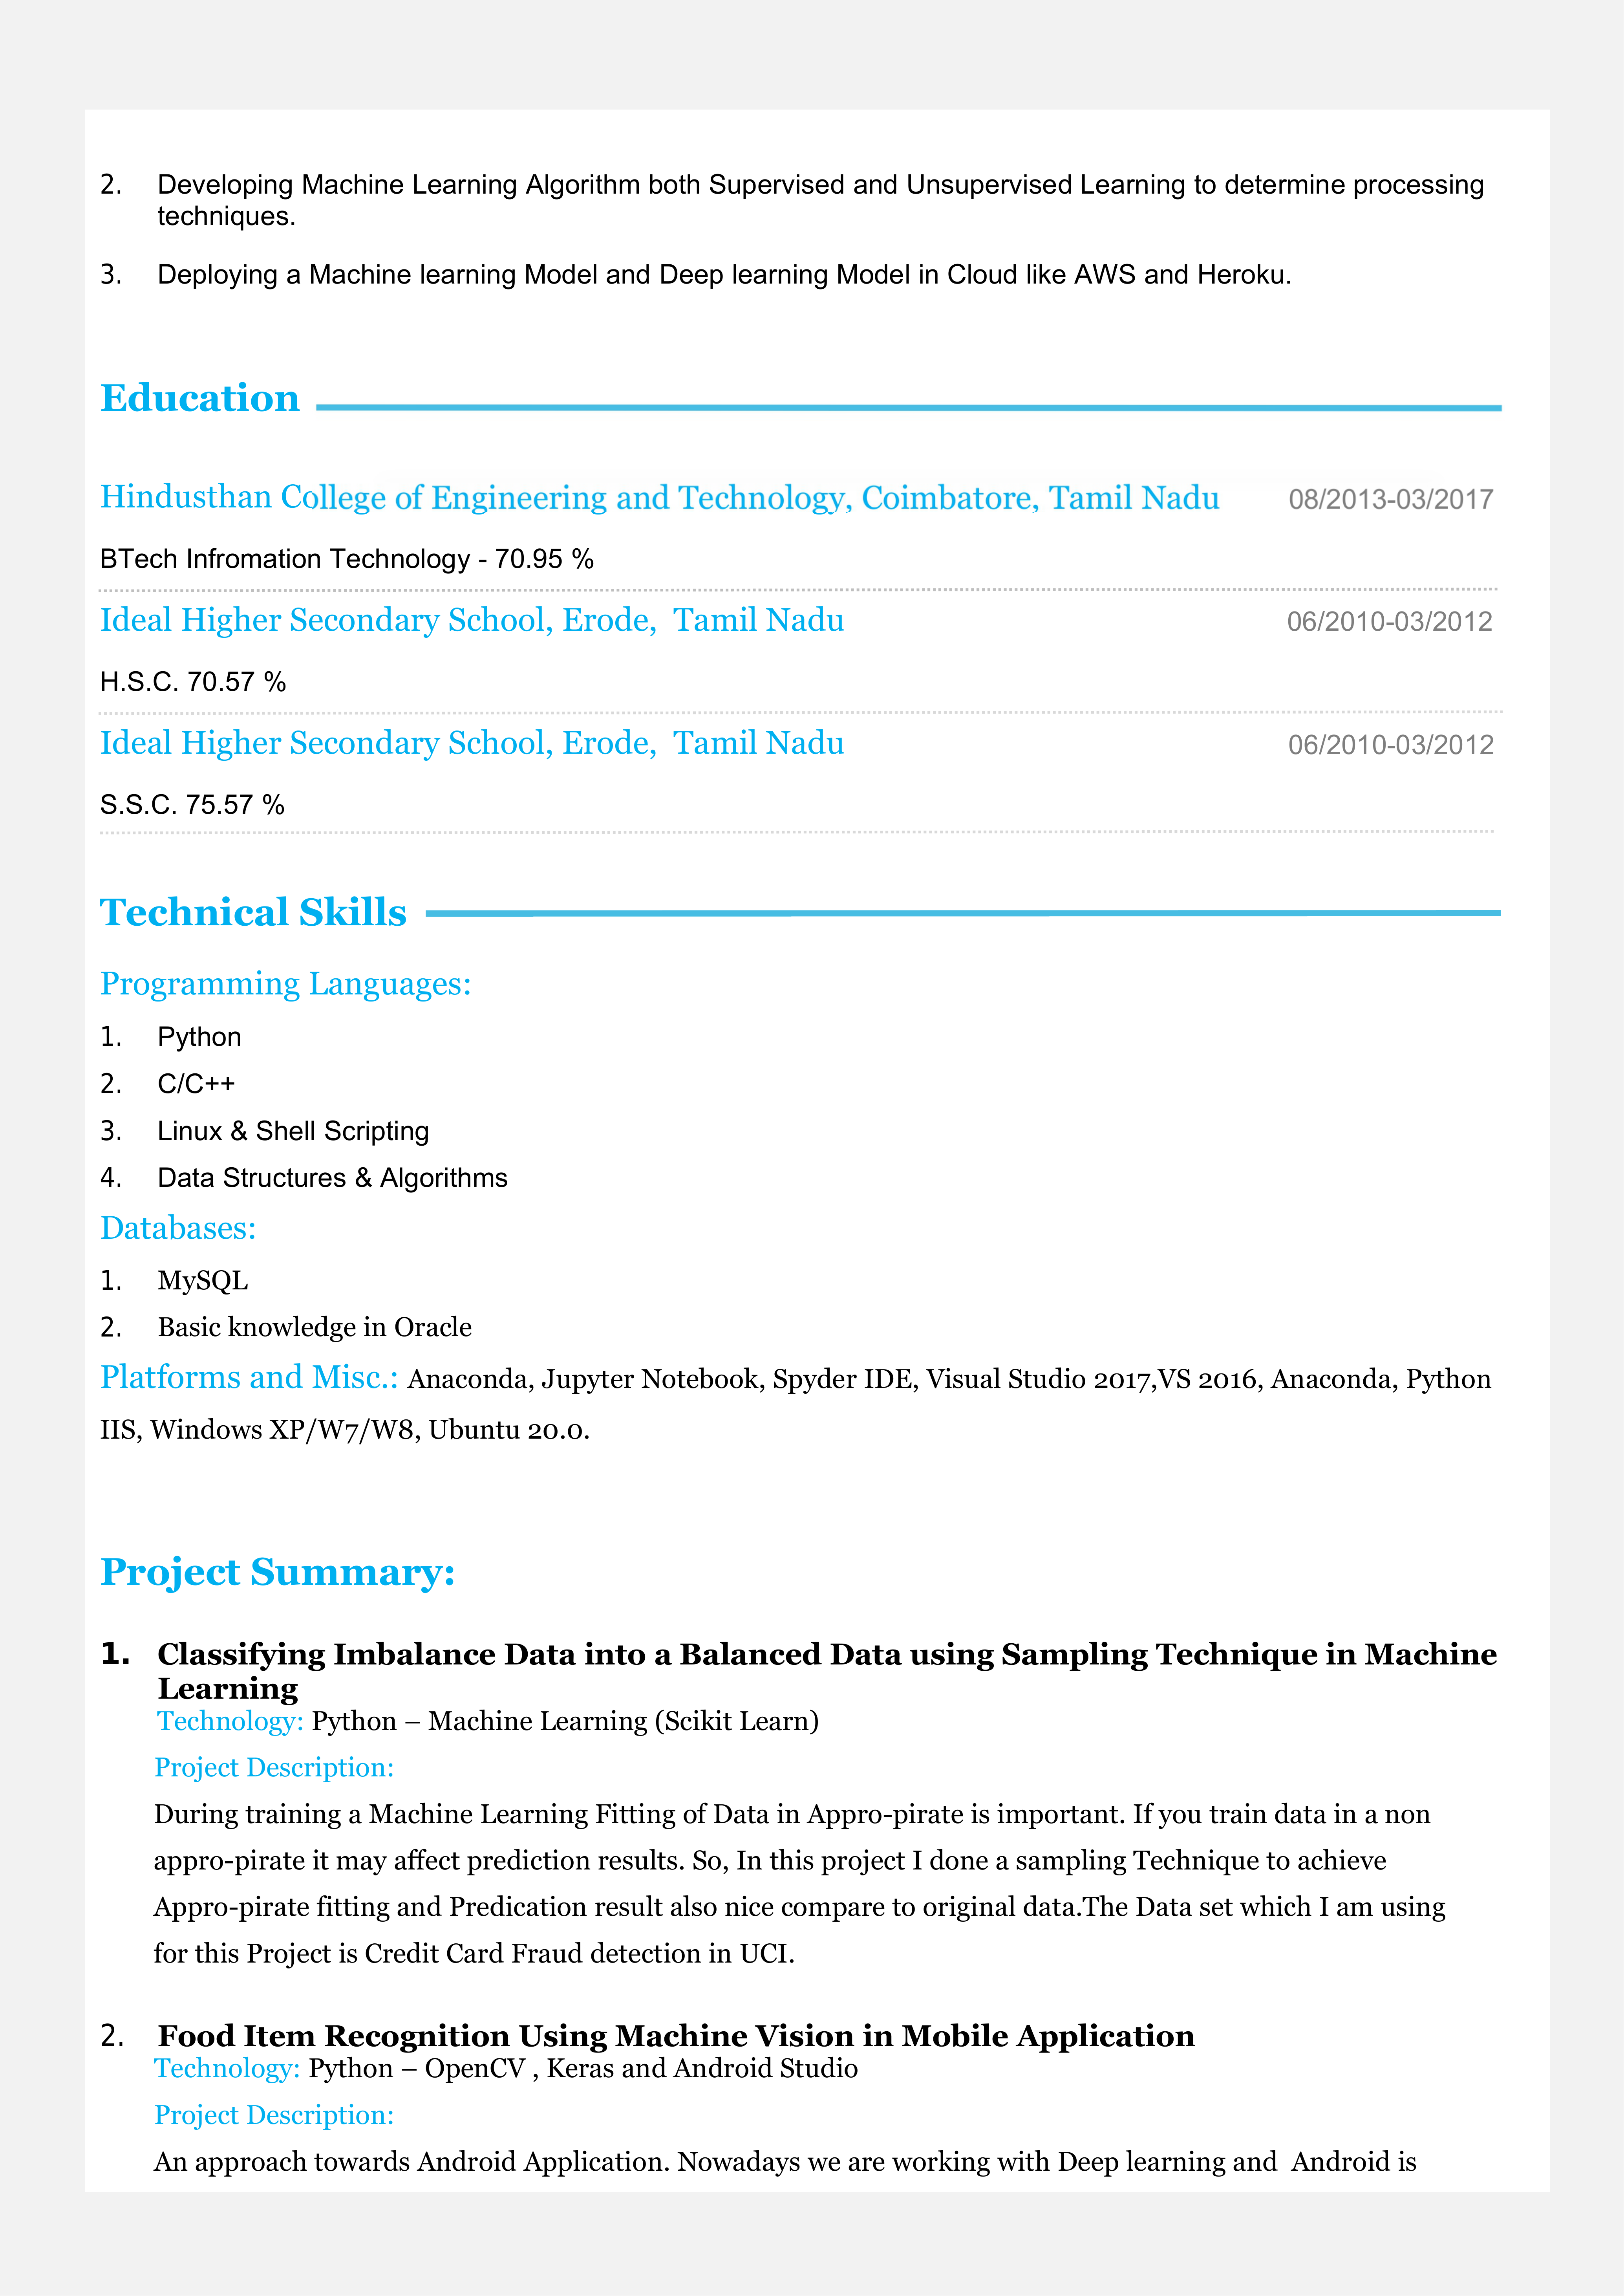 2. Developing Machine Learning Algorithm both Supervised and Unsupervised Learning to determine processing
techniques.
3. Deploying a Machine learning Model and Deep learning Model in Cloud like AWS and Heroku.
Education
Hindusthan College of Engineering and Technology, Coimbatore, Tamil Nadu 08/2013-03/2017
BTech Infromation Technology - 70.95 %
Ideal Higher Secondary School, Erode, Tamil Nadu 06/2010-03/2012
H.S.C. 70.57 %
Ideal Higher Secondary School, Erode, Tamil Nadu 06/2010-03/2012
S.S.C. 75.57 %
Technical Skills
Programming Languages:
1. Python
2. C/C++
3. Linux & Shell Scripting
4. Data Structures & Algorithms
Databases:
1. MySQL
2. Basic knowledge in Oracle
Platforms and Misc.: Anaconda, Jupyter Notebook, Spyder IDE, Visual Studio 2017,VS 2016, Anaconda, Python
IIS, Windows XP/W7/W8, Ubuntu 20.0.
Project Summary:
1. Classifying Imbalance Data into a Balanced Data using Sampling Technique in Machine
Learning
Technology: Python – Machine Learning (Scikit Learn)
Project Description:
During training a Machine Learning Fitting of Data in Appro-pirate is important. If you train data in a non
appro-pirate it may affect prediction results. So, In this project I done a sampling Technique to achieve
Appro-pirate fitting and Predication result also nice compare to original data.The Data set which I am using
for this Project is Credit Card Fraud detection in UCI.
2. Food Item Recognition Using Machine Vision in Mobile Application
Technology: Python – OpenCV , Keras and Android Studio
Project Description:
An approach towards Android Application. Nowadays we are working with Deep learning and Android is